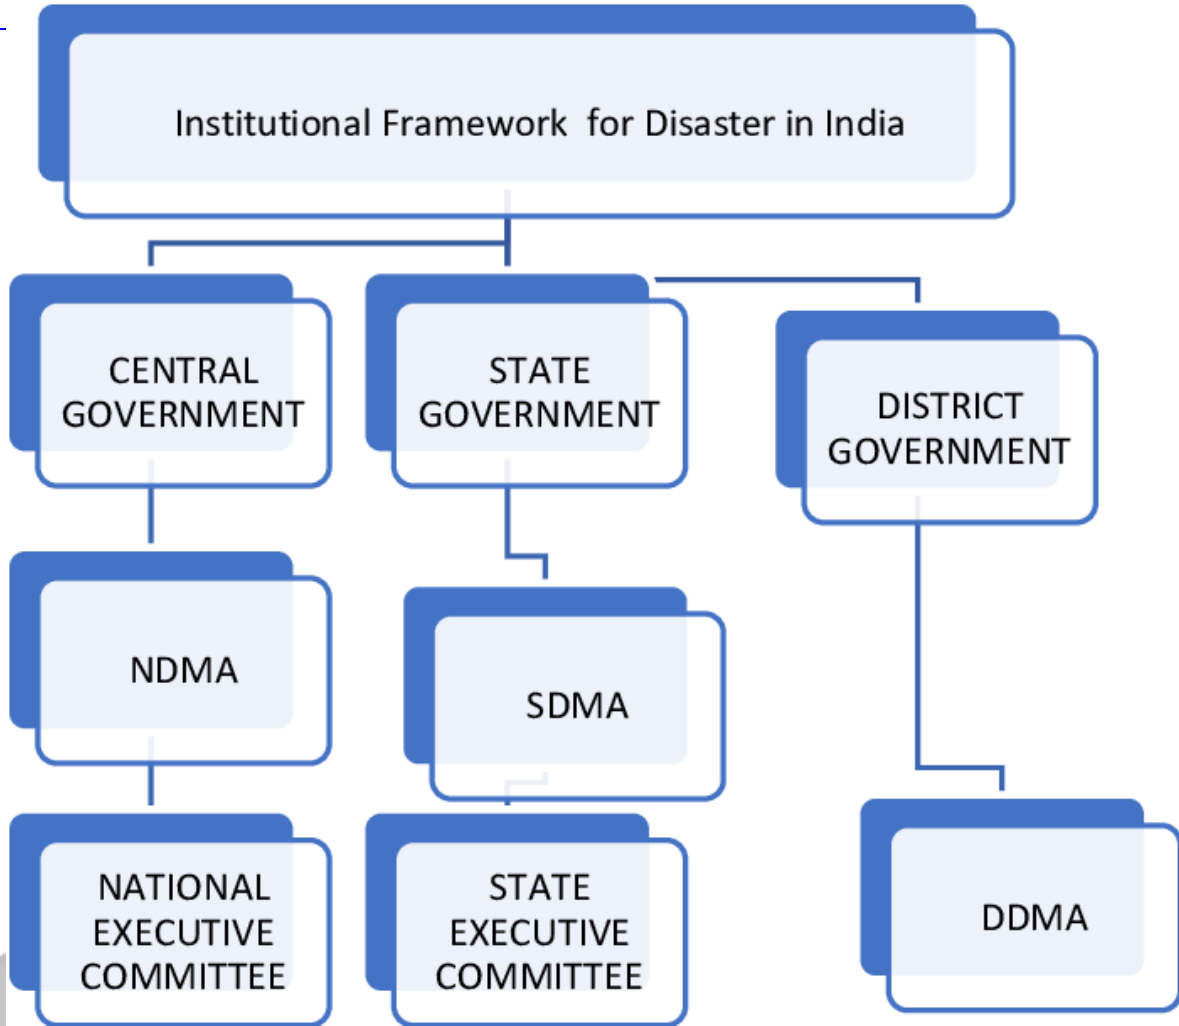 Institutional Framework  for Disaster in India
CENTRAL
GOVERNMENT
STATE
GOVERNMENT
DISTRICT
GOVERNMENT
NDMA
SDMA
NATIONAL
EXECUTIVE
COMMITTEE
STATE
EXECUTIVE
COMMITTEE
DDMA